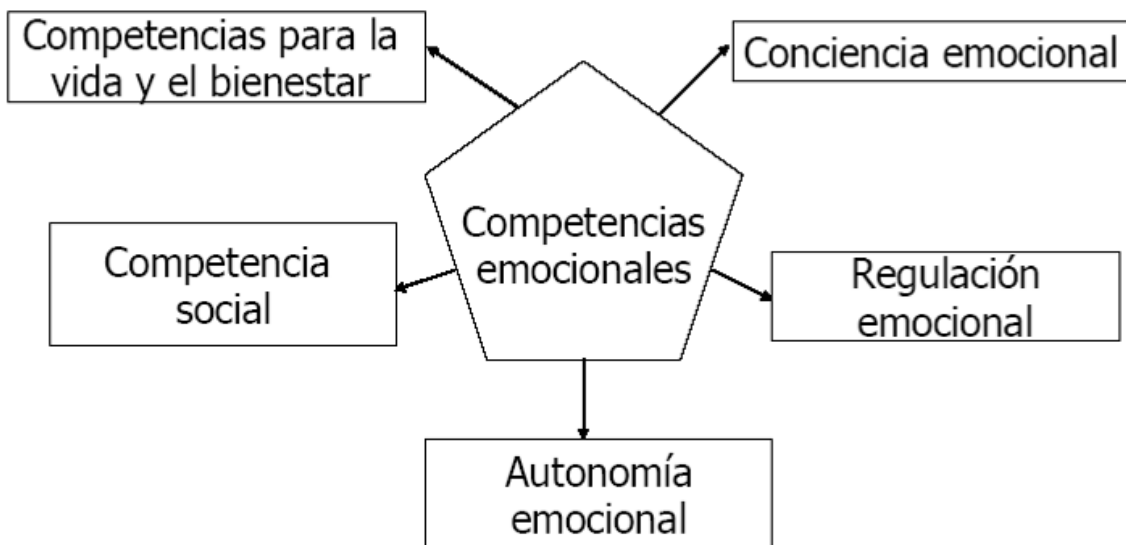 Competencias para la
vida y el bienestar
Conciencia emocional
Competencias
emocionales
Competencia
social
Regulación
emocional
Autonomía
emocional